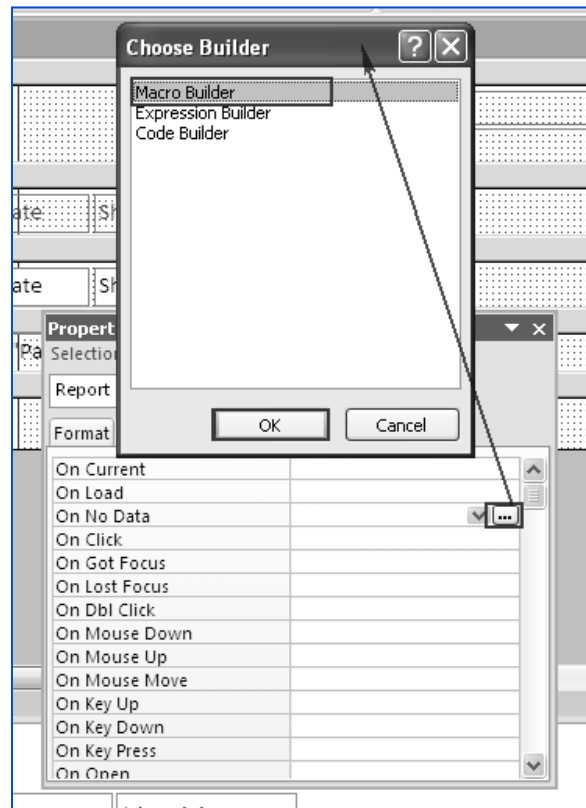 Choose Builder
Macro Builder
Expression Builder
Code Builder
OK
Cancel
ate
Sh
ate
Sh
"Pa
Propert
Selection
Report
Format
On Current
On Load
On No Data
...
On Click
On Got Focus
On Lost Focus
On Dbl Click
On Mouse Down
On Mouse Up
On Mouse Move
On Key Up
On Key Down
On Key Press
On Open